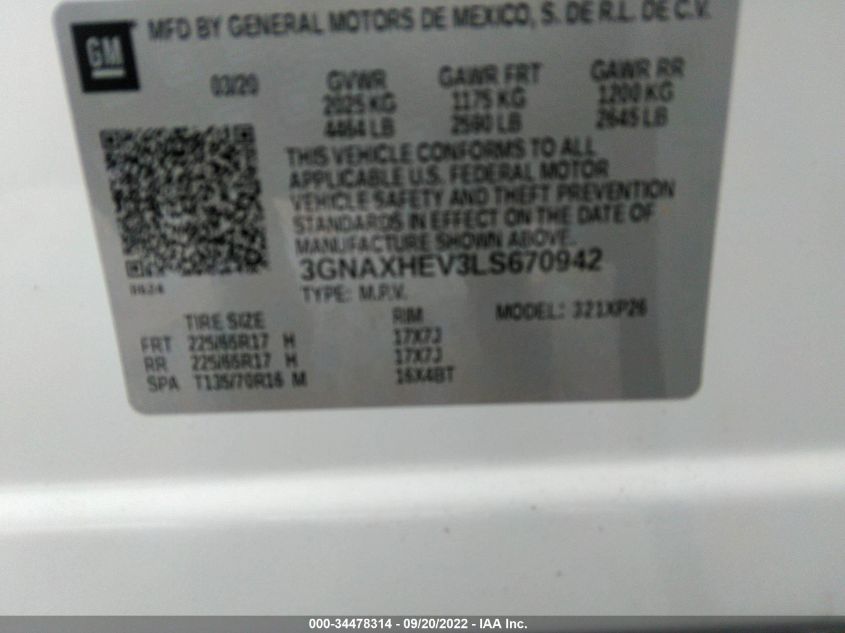 GM
MFD BY GENERAL MOTORS DE MEXICO, S. DE R.L. DE C.V.
03/20 GVWR GAWR FRT GAWR RR
2025 KG 1175 KG 1200 KG
4464 LB 2590 LB 2645 LB
THIS VEHICLE CONFORMS TO ALL
APPLICABLE U.S. FEDERAL MOTOR
VEHICLE SAFETY AND THEFT PREVENTION
STANDARDS IN EFFECT ON THE DATE OF
MANUFACTURE SHOWN ABOVE.
3GNAXHEV3LS670942
TYPE: M.P.V.
TIRE SIZE RIM MODEL: 321XP26
FRT 225/65R17 H 17X7J
RR 225/65R17 H 17X7J
SPA T135/70R16 M 16X4BT
000-34478314 - 09/20/2022 - IAA Inc.